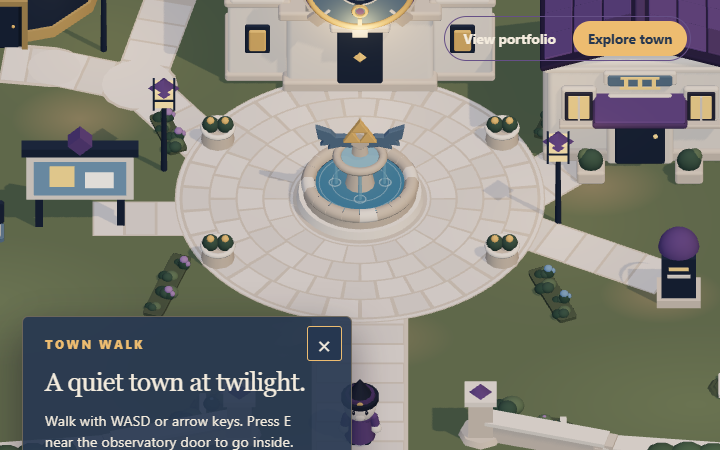 View portfolio
Explore town
TOWN WALK
×
A quiet town at twilight.
Walk with WASD or arrow keys. Press E
near the observatory door to go inside.